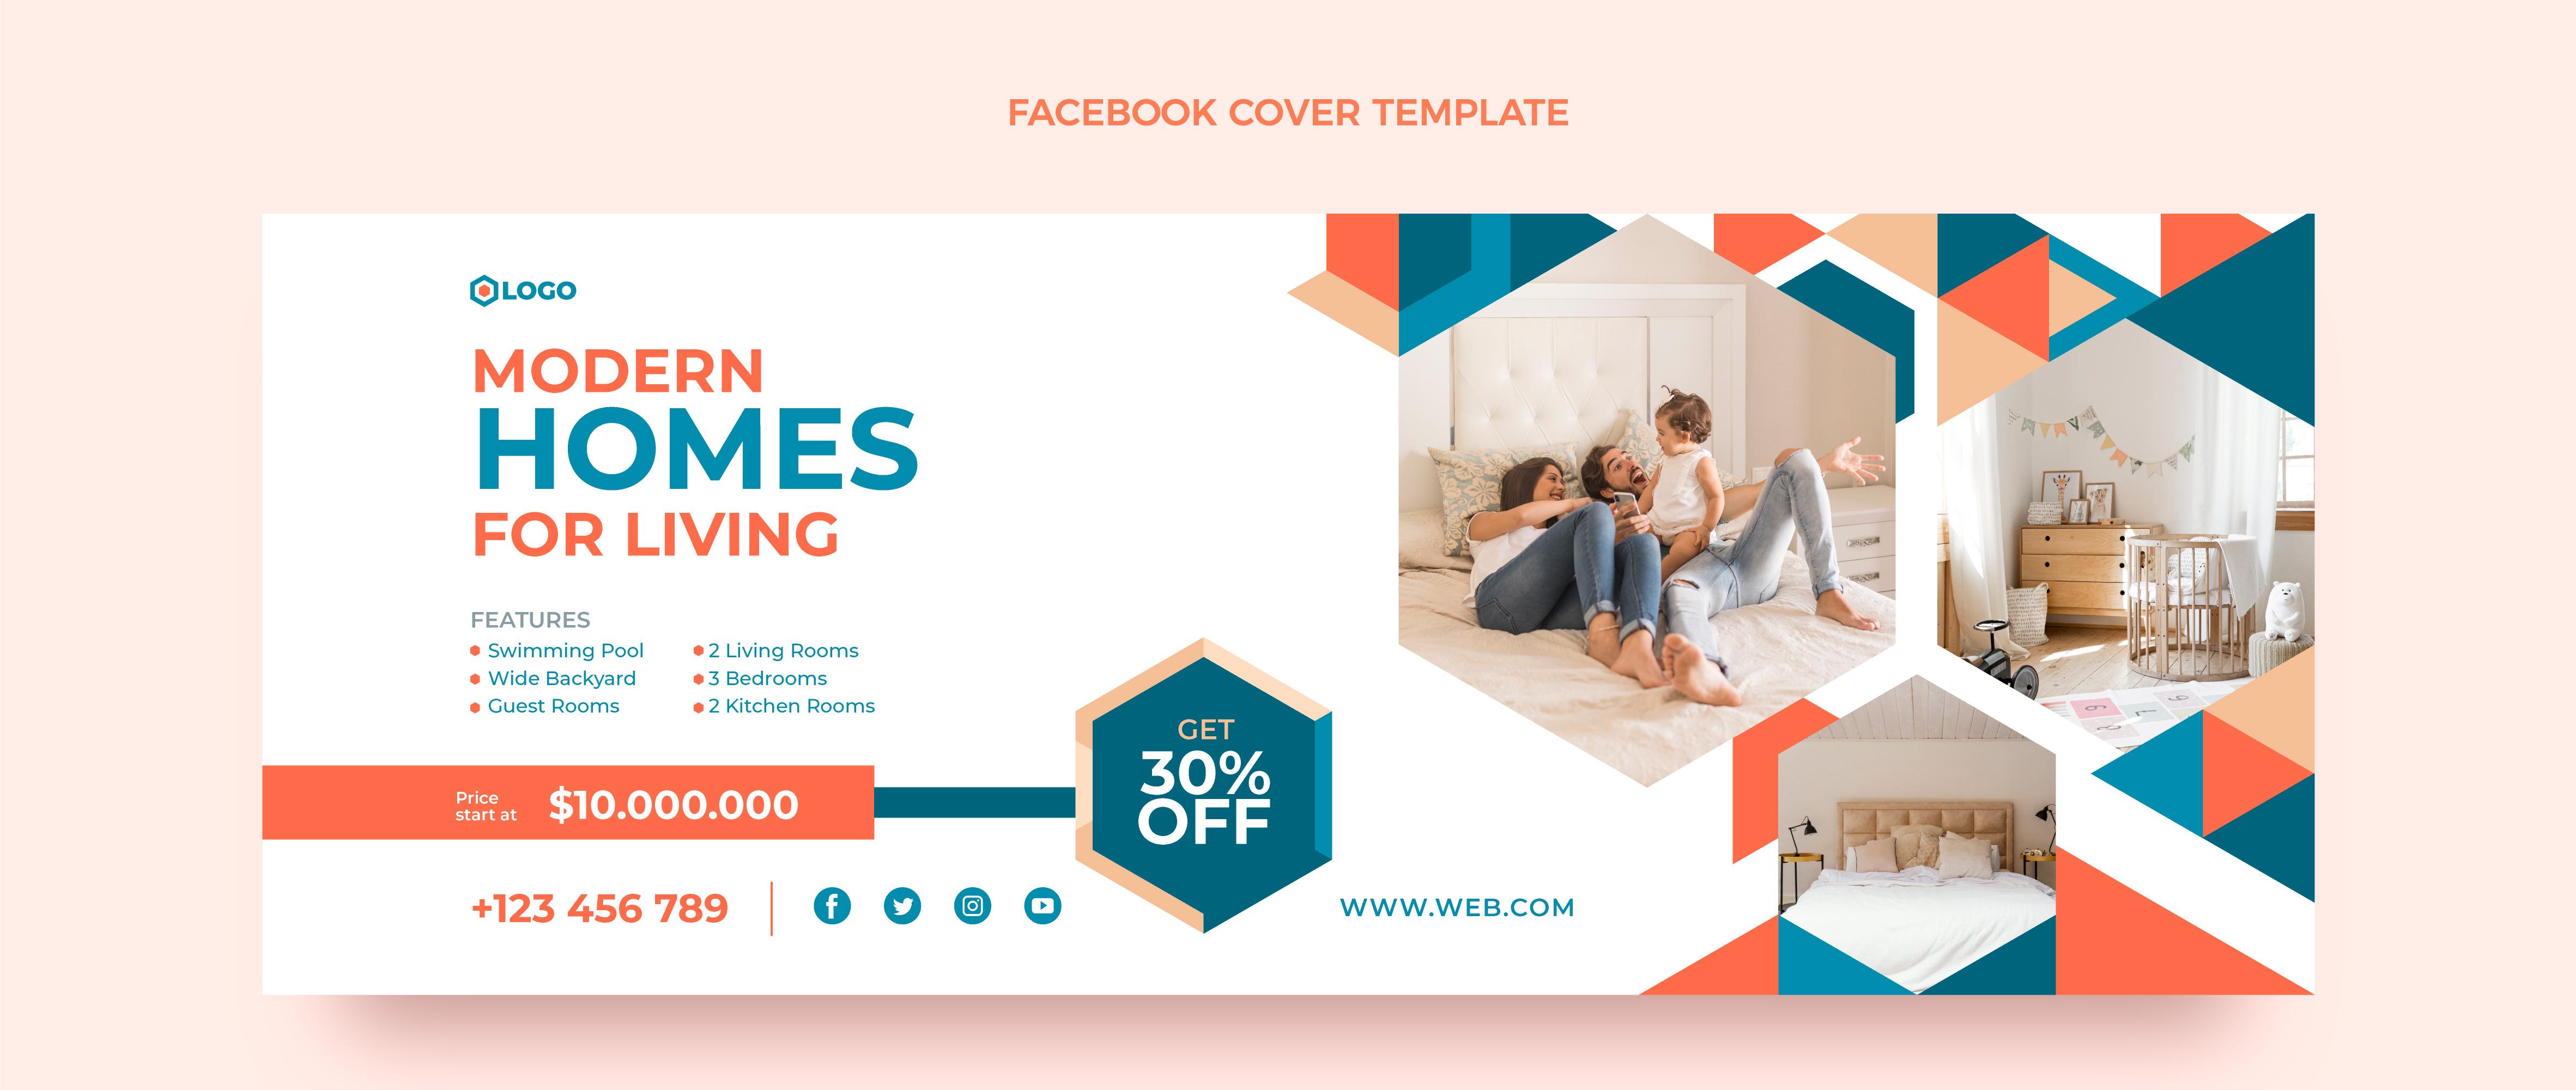 FACEBOOK COVER TEMPLATE
LOGO
MODERN
HOMES
FOR LIVING
FEATURES
Swimming Pool
Wide Backyard
Guest Rooms
2 Living Rooms
3 Bedrooms
2 Kitchen Rooms
Price
start at
$10.000.000
GET
30%
OFF
+123 456 789
WWW.WEB.COM